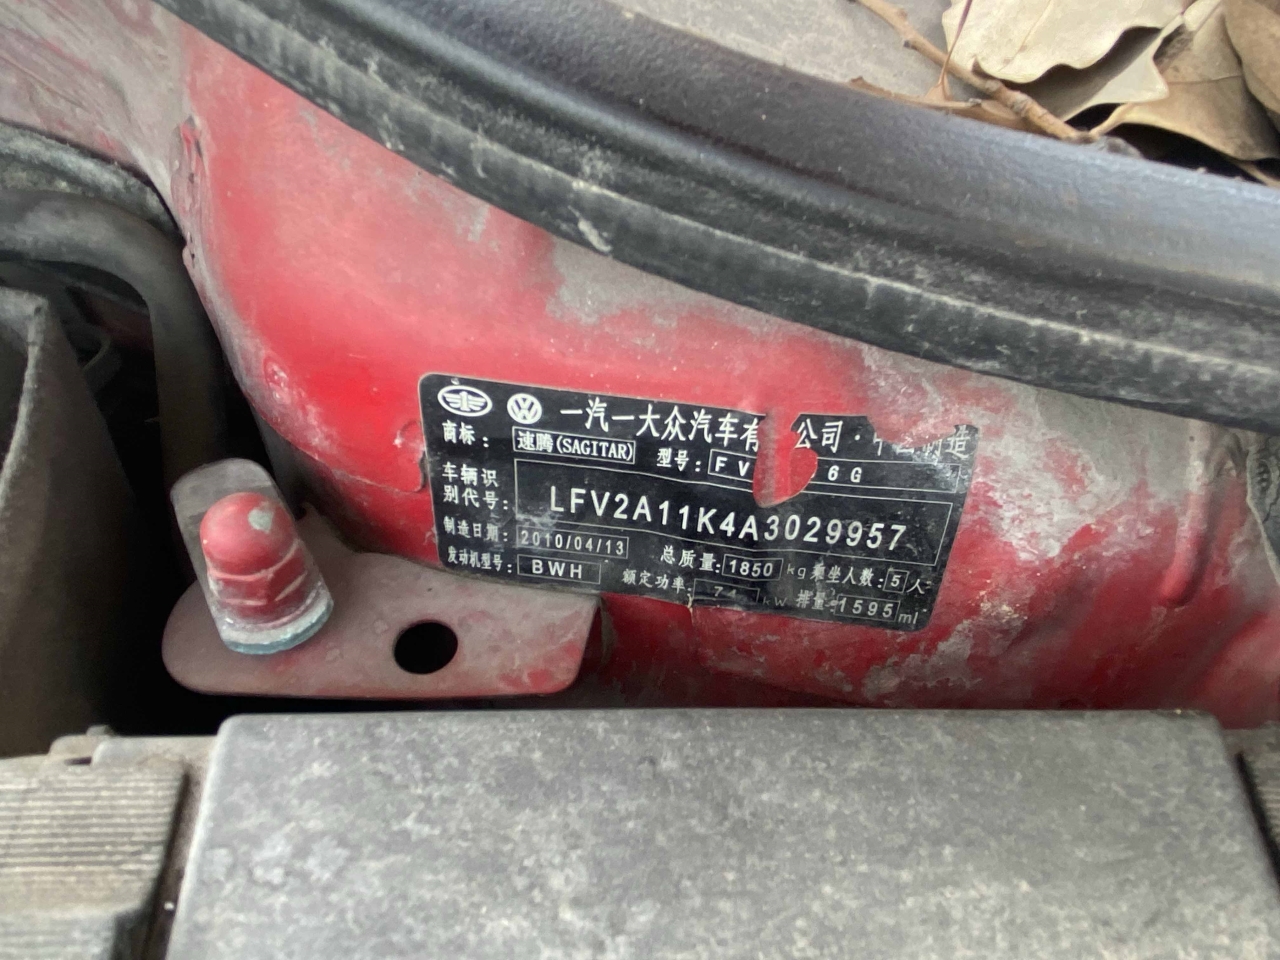 一汽一大众汽车有 公司·
商标： 速腾(SAGITAR) 型号： FV 6G
车辆识别代号： LFV2A11K4A3029957
制造日期： 2010/04/13 总质量： 1850 kg 乘坐人数： 5 人
发动机型号： BWH 额定功率： 74 kw 排量： 1595 ml